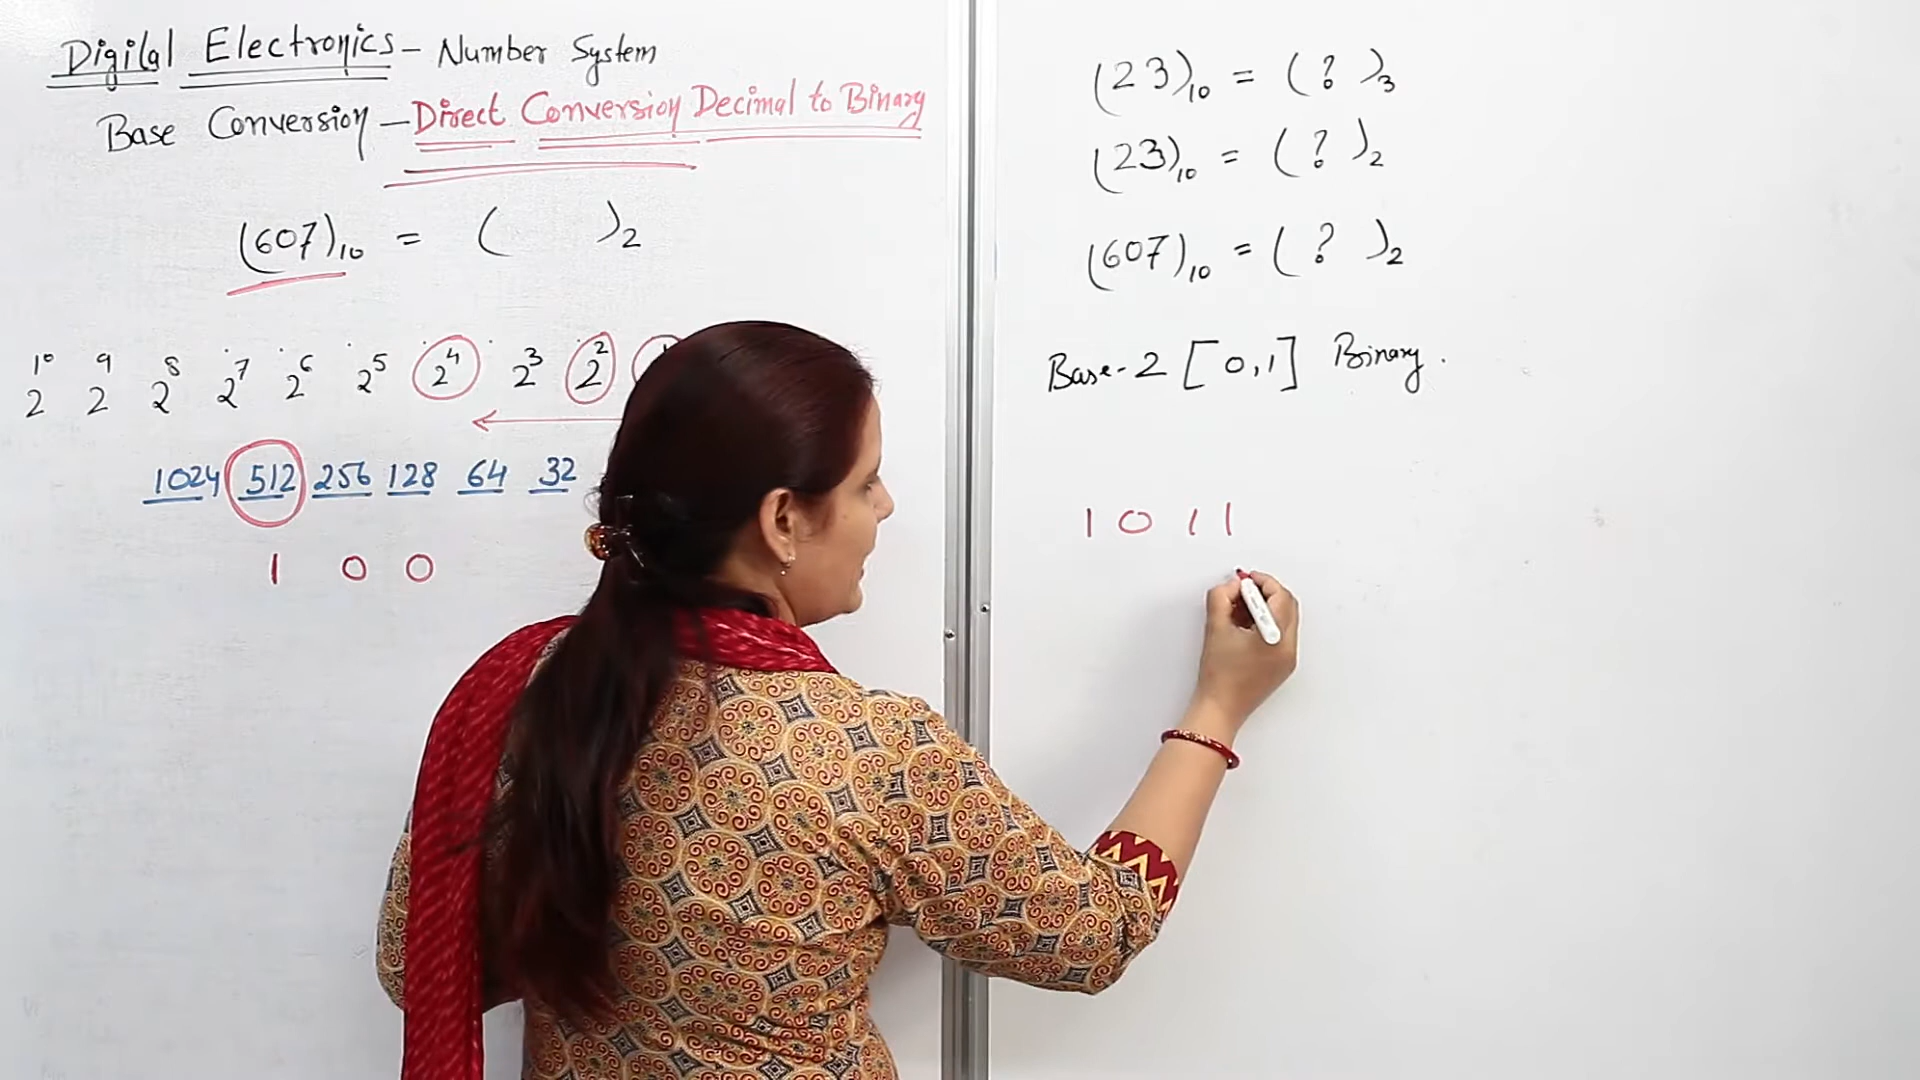 Digital Electronics – Number System
Base Conversion – Direct Conversion Decimal to Binary
(607)₁₀ = ( )₂
2¹⁰ 2⁹ 2⁸ 2⁷ 2⁶ 2⁵ 2⁴ 2³ 2²
1024 512 256 128 64 32
1 0 0
(23)₁₀ = ( ? )₃
(23)₁₀ = ( ? )₂
(607)₁₀ = ( ? )₂
Base-2 [0,1] Binary.
1 0 1 1